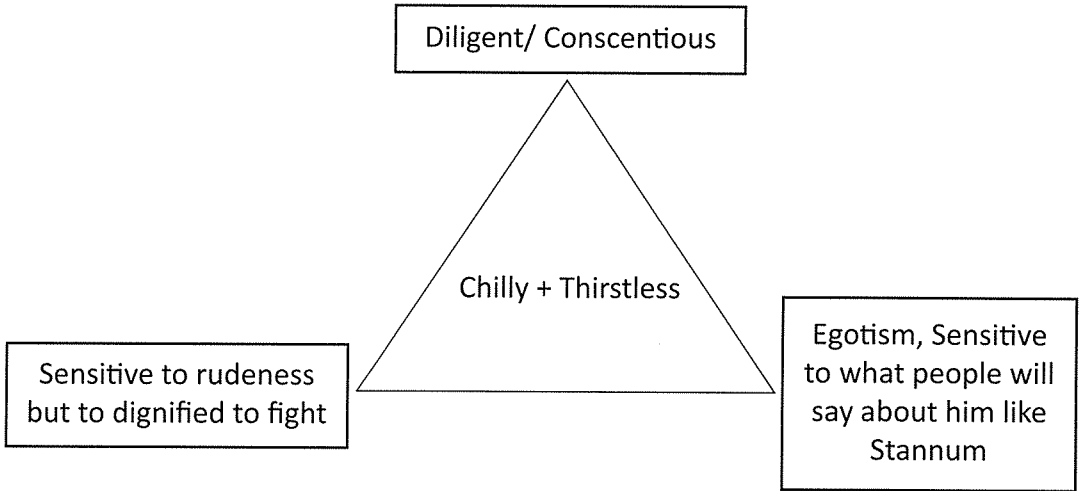 Diligent/ Conscentious
Chilly + Thirstless
Sensitive to rudeness
but to dignified to fight
Egotism, Sensitive
to what people will
say about him like
Stannum